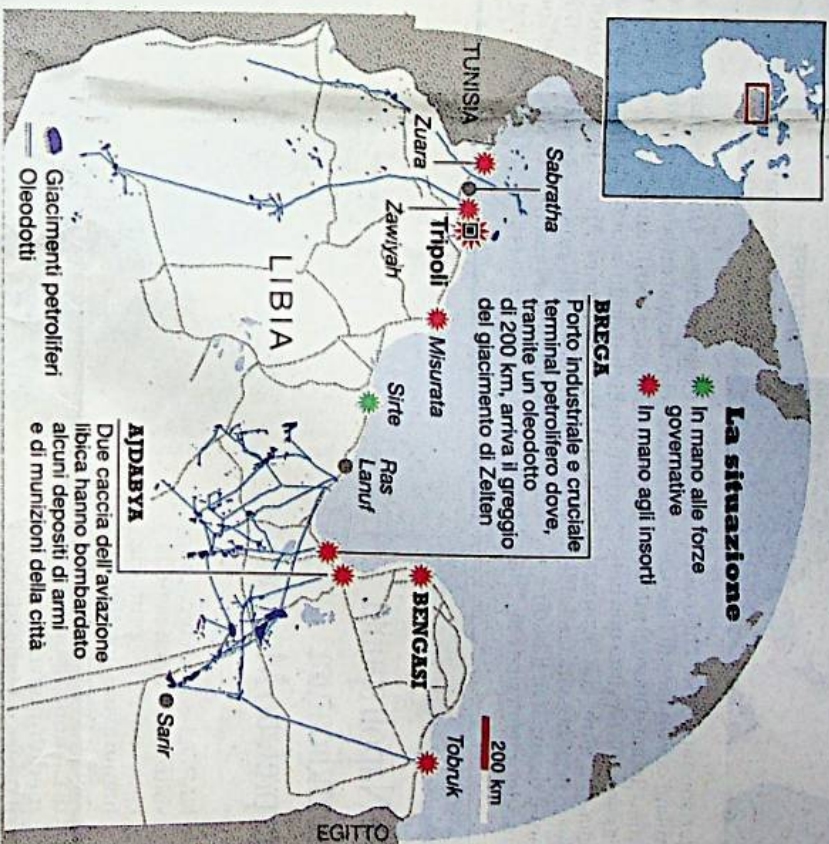 La situazione
In mano alle forze
governative
In mano agli insorti
BREGA
Porto industriale e cruciale
terminal petrolifero dove,
tramite un oleodotto
di 200 km, arriva il greggio
del giacimento di Zelten
TUNISIA
Sabratha
Zuara
Tripoli
Zawiyah
Misurata
LIBIA
Sirte
Ras
Lanuf
BENGASI
200 km
Tobruk
Sarir
EGITTO
AJDABYA
Due caccia dell'aviazione
libica hanno bombardato
alcuni depositi di armi
e di munizioni della città
Giacimenti petroliferi
Oleodotti